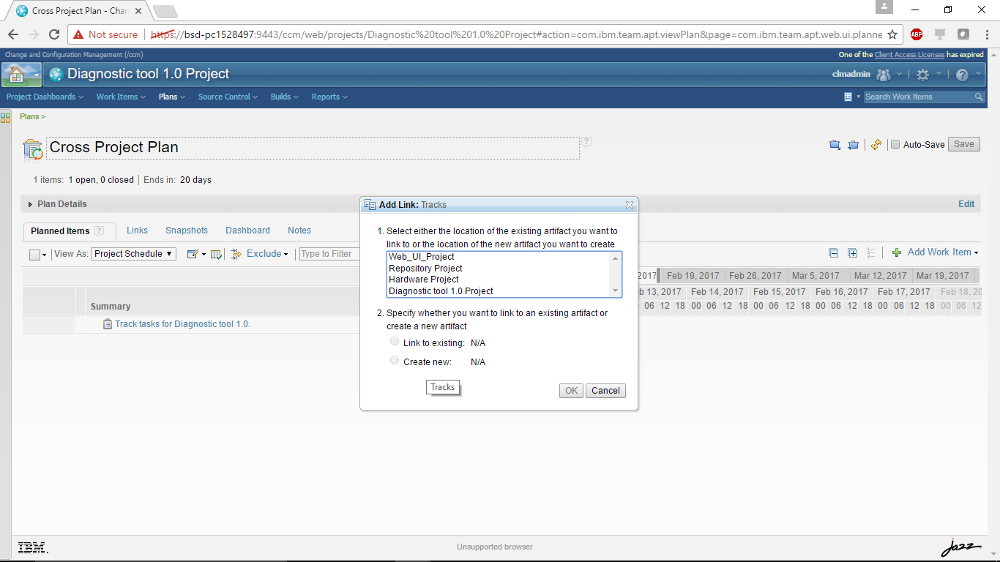 Cross Project Plan - Chan
Not secure | https://bsd-pc1528497:9443/ccm/web/projects/Diagnostic%20tool%201.0%20Project#action=com.ibm.team.apt.viewPlan&page=com.ibm.team.apt.web.ui.planne
ABP
Change and Configuration Management (/ccm)
One of the Client Access Licenses has expired
Diagnostic tool 1.0 Project
clmadmin
Project Dashboards
Work Items
Plans
Source Control
Builds
Reports
Search Work Items
Plans >
Cross Project Plan
?
Auto-Save
Save
1 items: 1 open, 0 closed | Ends in: 20 days
Plan Details
Edit
Planned Items ?
Links
Snapshots
Dashboard
Notes
View As: Project Schedule
Exclude
Type to Filter
Add Work Item
2017 Feb 19, 2017 Feb 26, 2017 Mar 5, 2017 Mar 12, 2017 Mar 19, 2017
b 13, 2017 Feb 14, 2017 Feb 15, 2017 Feb 16, 2017 Feb 17, 2017 Feb 18, 20
Summary
06 12 18 00 06 12 18 00 06 12 18 00 06 12 18 00 06 12 18 00 06 12
Track tasks for Diagnostic tool 1.0.
Add Link: Tracks
1. Select either the location of the existing artifact you want to
link to or the location of the new artifact you want to create
Web_UI_Project
Repository Project
Hardware Project
Diagnostic tool 1.0 Project
2. Specify whether you want to link to an existing artifact or
create a new artifact
Link to existing: N/A
Create new: N/A
Tracks
OK
Cancel
IBM.
Unsupported browser
jazz